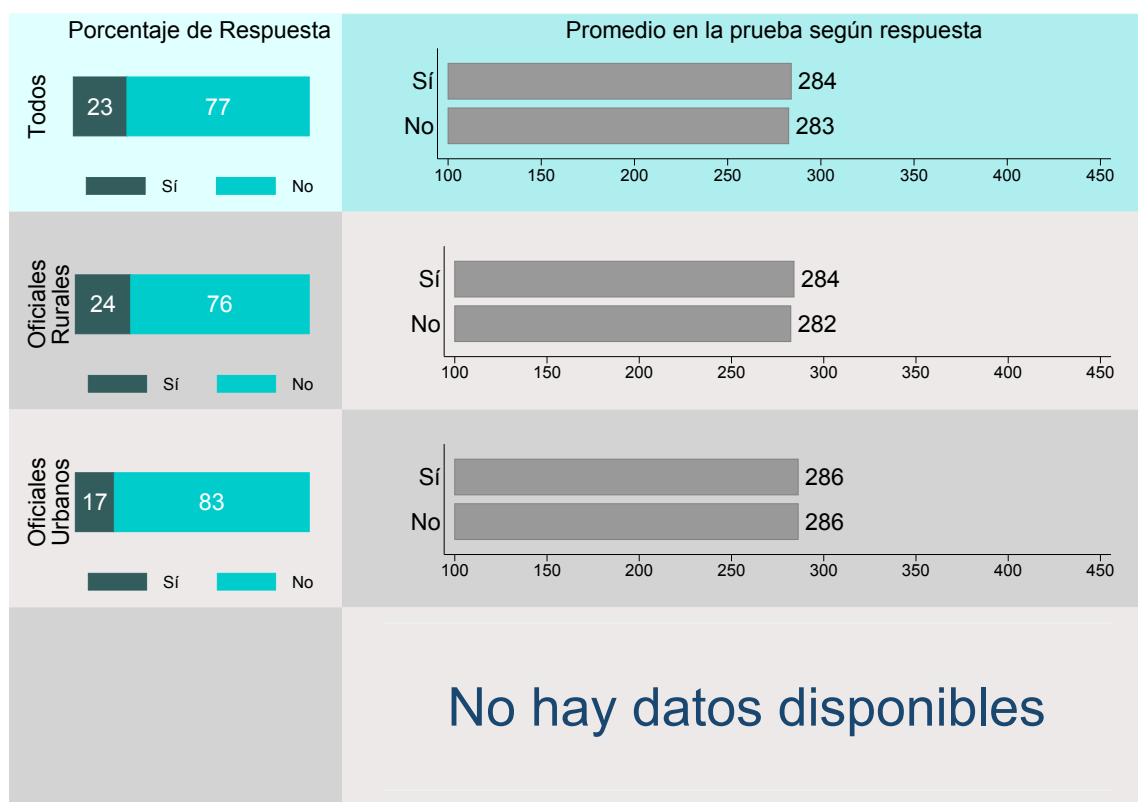 Porcentaje de Respuesta
Promedio en la prueba según respuesta
Todos
23 77
Sí No
Sí 284
No 283
100 150 200 250 300 350 400 450
Oficiales
Rurales
24 76
Sí No
Sí 284
No 282
100 150 200 250 300 350 400 450
Oficiales
Urbanos
17 83
Sí No
Sí 286
No 286
100 150 200 250 300 350 400 450
No hay datos disponibles